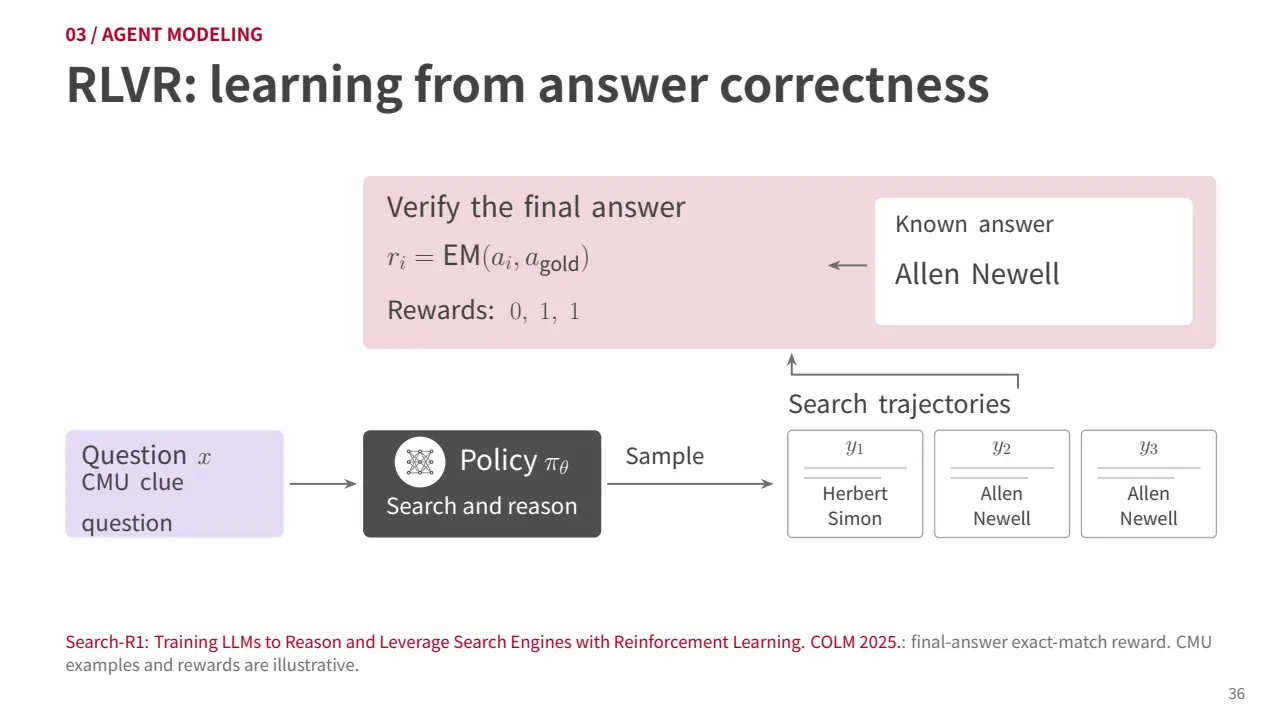 03 / AGENT MODELING
RLVR: learning from answer correctness
Verify the final answer
r_i = EM(a_i, a_gold)
Rewards: 0, 1, 1
Known answer
Allen Newell
Search trajectories
Question x
CMU clue
question
Policy π_θ
Search and reason
Sample
y_1
Herbert
Simon
y_2
Allen
Newell
y_3
Allen
Newell
Search-R1: Training LLMs to Reason and Leverage Search Engines with Reinforcement Learning. COLM 2025.: final-answer exact-match reward. CMU
examples and rewards are illustrative.
36